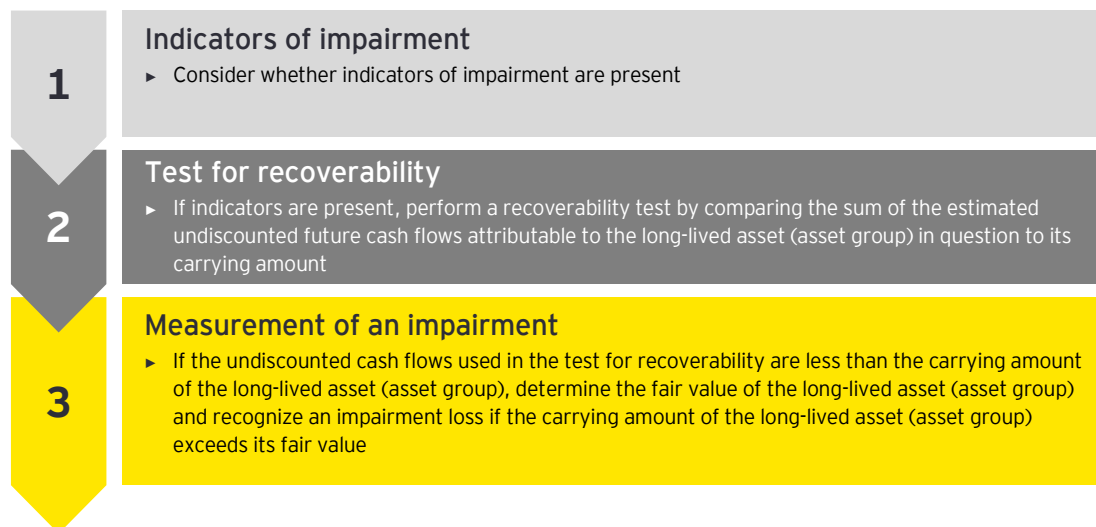 1
Indicators of impairment
► Consider whether indicators of impairment are present
2
Test for recoverability
► If indicators are present, perform a recoverability test by comparing the sum of the estimated
undiscounted future cash flows attributable to the long-lived asset (asset group) in question to its
carrying amount
3
Measurement of an impairment
► If the undiscounted cash flows used in the test for recoverability are less than the carrying amount
of the long-lived asset (asset group), determine the fair value of the long-lived asset (asset group)
and recognize an impairment loss if the carrying amount of the long-lived asset (asset group)
exceeds its fair value